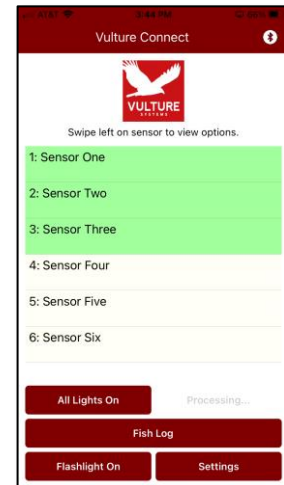 Vulture Connect
VULTURE
SYSTEMS
Swipe left on sensor to view options.
1: Sensor One
2: Sensor Two
3: Sensor Three
4: Sensor Four
5: Sensor Five
6: Sensor Six
All Lights On
Processing...
Fish Log
Flashlight On
Settings